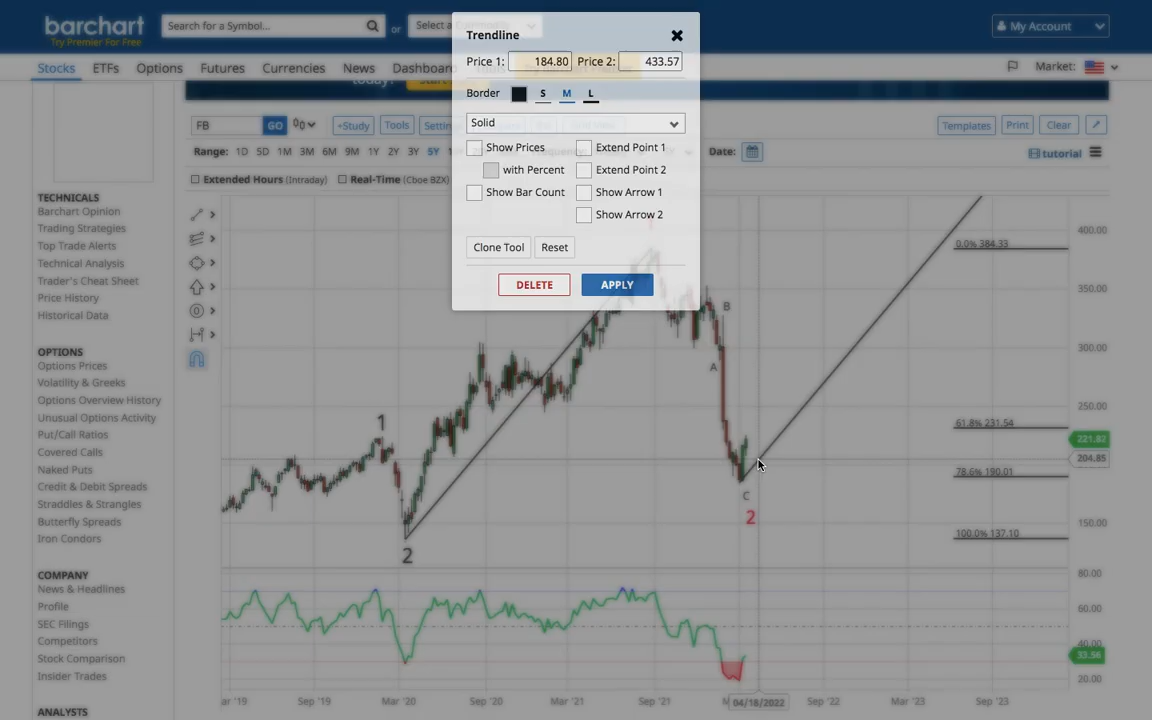 barchart
Try Premier For Free
Search for a Symbol...
or
Select a Commodity
My Account
Stocks
ETFs
Options
Futures
Currencies
News
Dashboard
Market:
today!
Trendline
Price 1: 184.80 Price 2: 433.57
Border S M L
Solid
Show Prices
Extend Point 1
with Percent
Extend Point 2
Show Bar Count
Show Arrow 1
Show Arrow 2
Clone Tool
Reset
DELETE
APPLY
FB
GO
+Study
Tools
Templates
Print
Clear
Range: 1D 5D 1M 3M 6M 9M 1Y 2Y 3Y 5Y
Date:
tutorial
Extended Hours (Intraday)
Real-Time (Cboe BZX)
TECHNICALS
Barchart Opinion
Trading Strategies
Top Trade Alerts
Technical Analysis
Trader's Cheat Sheet
Price History
Historical Data
OPTIONS
Options Prices
Volatility & Greeks
Options Overview History
Unusual Options Activity
Put/Call Ratios
Covered Calls
Naked Puts
Credit & Debit Spreads
Straddles & Strangles
Butterfly Spreads
Iron Condors
COMPANY
News & Headlines
Profile
SEC Filings
Competitors
Stock Comparison
Insider Trades
ANALYSTS
1
2
A
B
C
2
0.0% 384.33
61.8% 231.54
78.6% 190.01
100.0% 137.10
400.00
350.00
300.00
250.00
221.82
204.85
150.00
80.00
60.00
40.00
33.56
20.00
Sep '19
Mar '20
Sep '20
Mar '21
Sep '21
04/18/2022
Sep '22
Mar '23
Sep '23